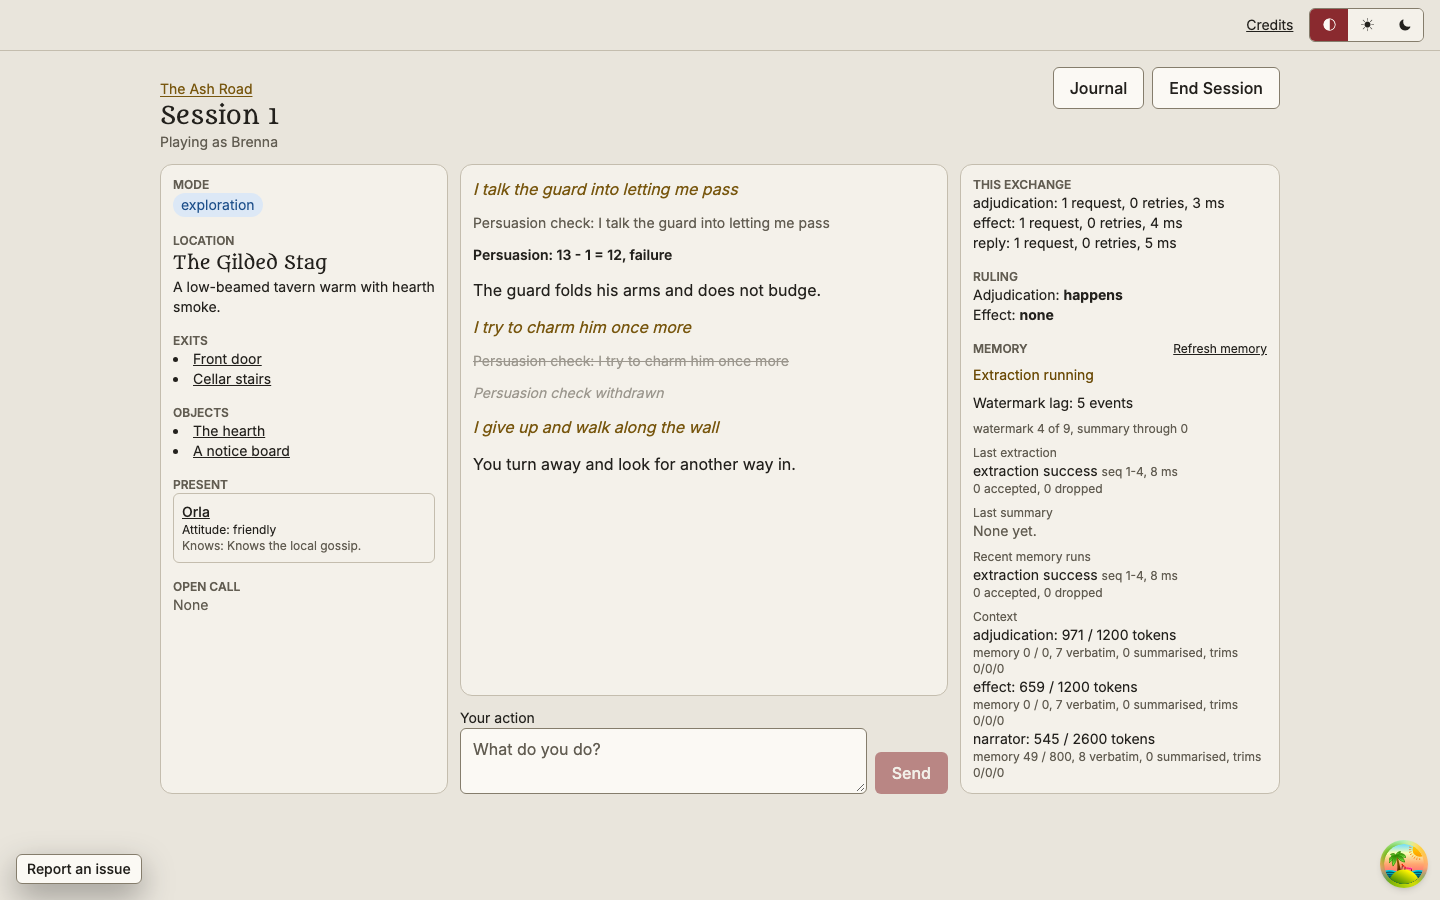 Credits
The Ash Road
Session 1
Playing as Brenna
Journal
End Session
MODE
exploration
LOCATION
The Gilded Stag
A low-beamed tavern warm with hearth
smoke.
EXITS
Front door
Cellar stairs
OBJECTS
The hearth
A notice board
PRESENT
Orla
Attitude: friendly
Knows: Knows the local gossip.
OPEN CALL
None
I talk the guard into letting me pass
Persuasion check: I talk the guard into letting me pass
Persuasion: 13 - 1 = 12, failure
The guard folds his arms and does not budge.
I try to charm him once more
Persuasion check: I try to charm him once more
Persuasion check withdrawn
I give up and walk along the wall
You turn away and look for another way in.
Your action
What do you do?
Send
THIS EXCHANGE
adjudication: 1 request, 0 retries, 3 ms
effect: 1 request, 0 retries, 4 ms
reply: 1 request, 0 retries, 5 ms
RULING
Adjudication: happens
Effect: none
MEMORY
Refresh memory
Extraction running
Watermark lag: 5 events
watermark 4 of 9, summary through 0
Last extraction
extraction success seq 1-4, 8 ms
0 accepted, 0 dropped
Last summary
None yet.
Recent memory runs
extraction success seq 1-4, 8 ms
0 accepted, 0 dropped
Context
adjudication: 971 / 1200 tokens
memory 0 / 0, 7 verbatim, 0 summarised, trims
0/0/0
effect: 659 / 1200 tokens
memory 0 / 0, 7 verbatim, 0 summarised, trims
0/0/0
narrator: 545 / 2600 tokens
memory 49 / 800, 8 verbatim, 0 summarised, trims
0/0/0
Report an issue